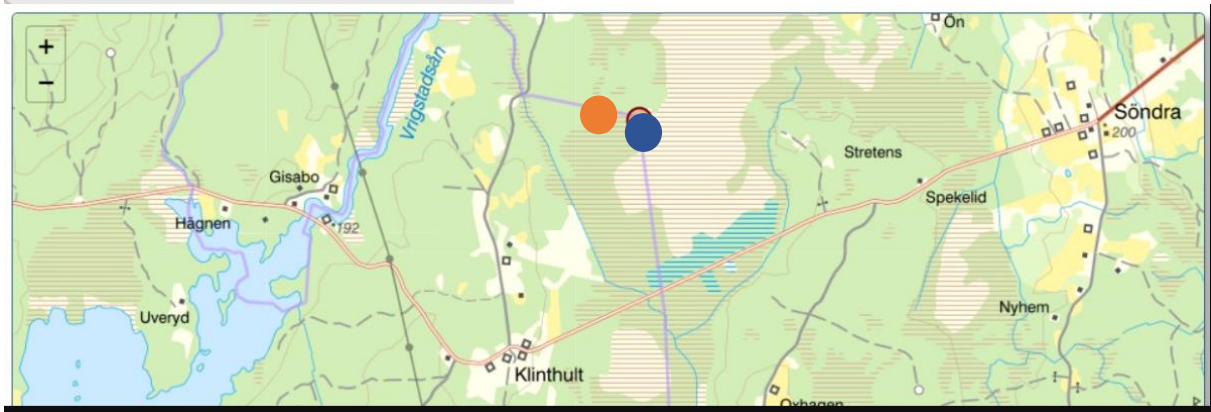 +
−
Ön
Vrigstadsån
Söndra
200
Stretens
Gisabo
Spekelid
Hägnen
192
Nyhem
Uveryd
Klinthult
Oxhagen